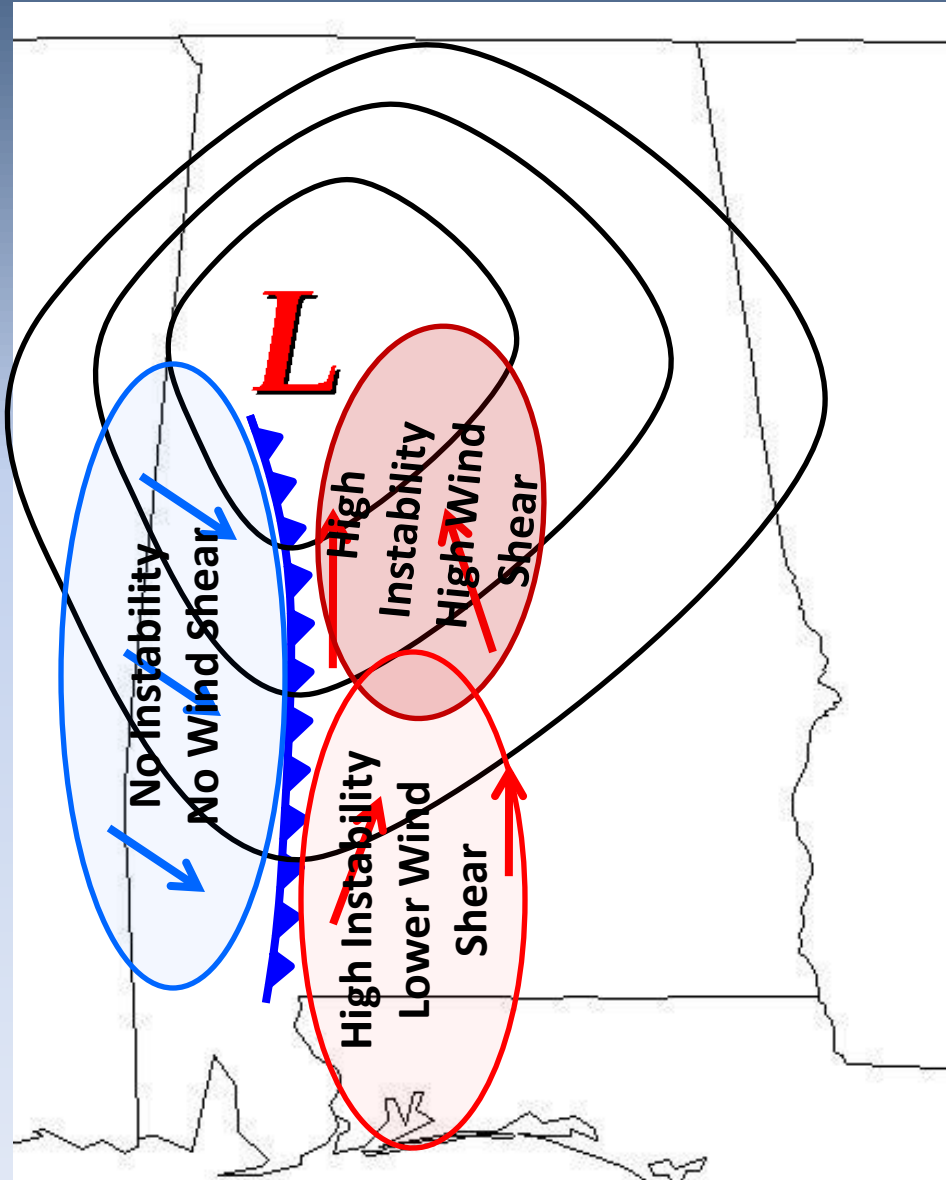 L
No Instability
No Wind Shear
High
Instability
High Wind
Shear
High Instability
Lower Wind
Shear